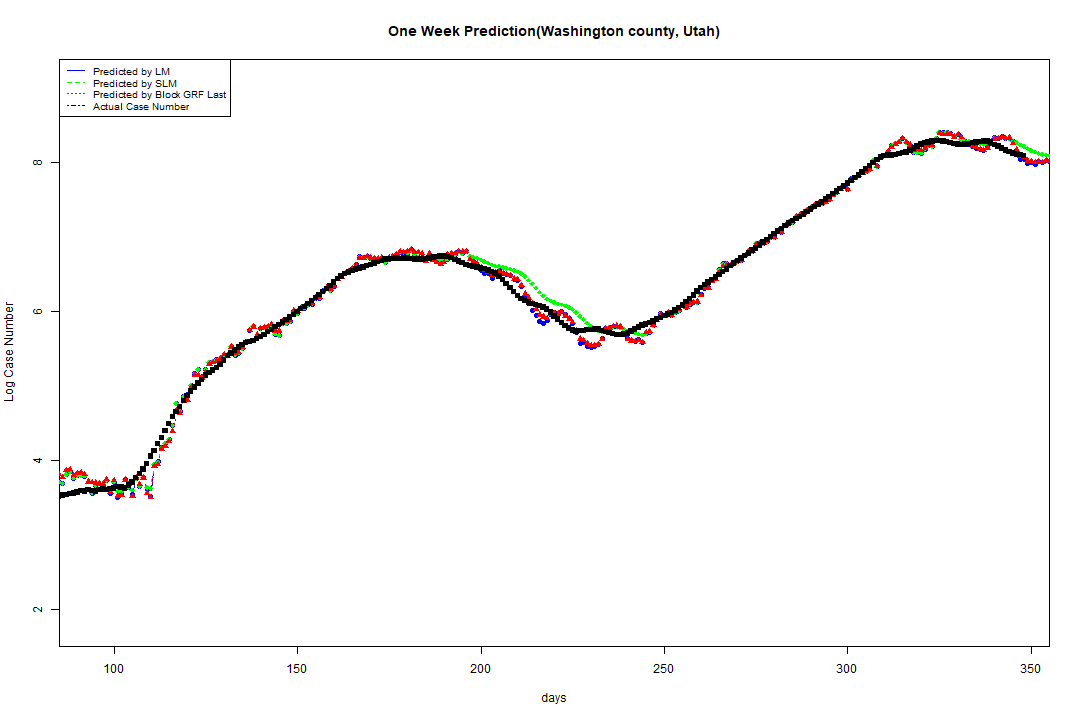 One Week Prediction(Washington county, Utah)
Predicted by LM
Predicted by SLM
Predicted by Block GRF Last
Actual Case Number
8
6
4
2
Log Case Number
100 150 200 250 300 350
days